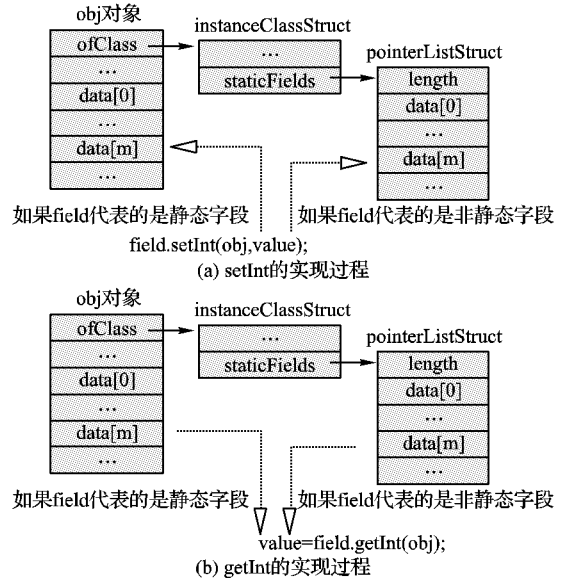 obj对象
instanceClassStruct
ofClass
…
pointerListStruct
…
staticFields
length
data[0]
data[0]
…
…
data[m]
data[m]
…
…
如果field代表的是静态字段
如果field代表的是非静态字段
field.setInt(obj,value);
(a) setInt的实现过程
obj对象
instanceClassStruct
ofClass
…
pointerListStruct
…
staticFields
length
data[0]
data[0]
…
…
data[m]
data[m]
…
…
如果field代表的是静态字段
如果field代表的是非静态字段
value=field.getInt(obj);
(b) getInt的实现过程